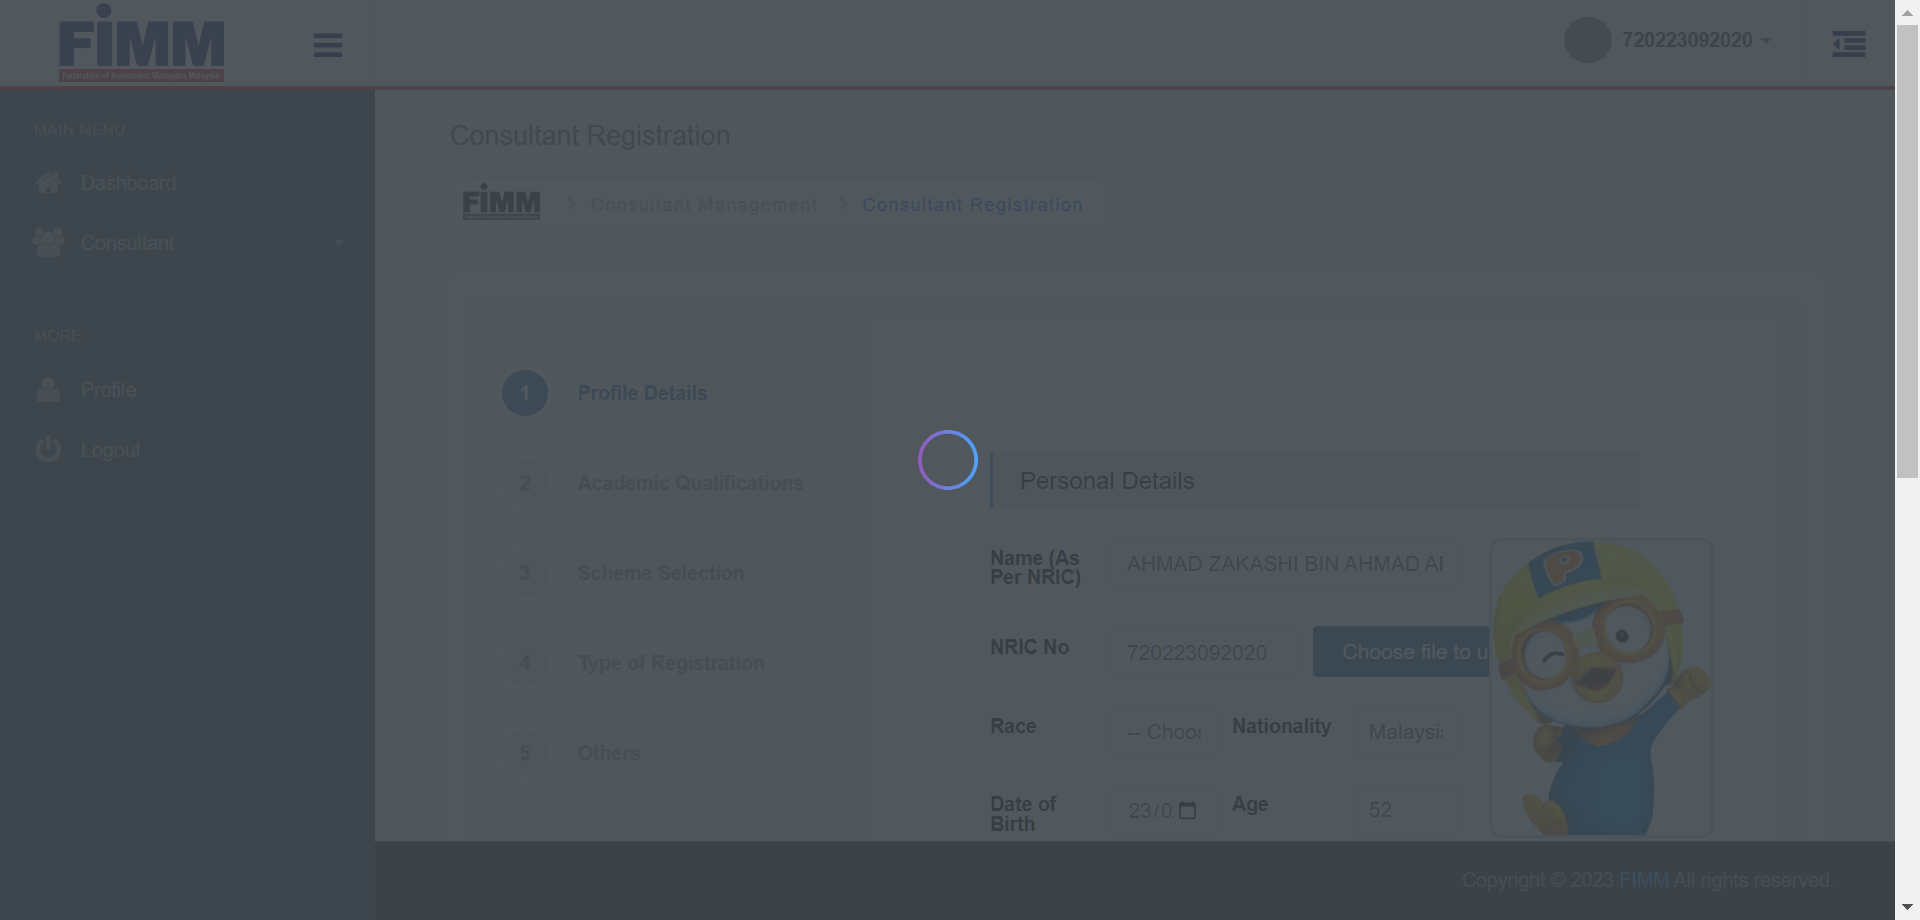 FiMM
Federation of Investment Managers Malaysia
720223092020
MAIN MENU
Dashboard
Consultant
MORE
Profile
Logout
Consultant Registration
FiMM
Consultant Management
Consultant Registration
1 Profile Details
2 Academic Qualifications
3 Scheme Selection
4 Type of Registration
5 Others
Personal Details
Name (As
Per NRIC)
AHMAD ZAKASHI BIN AHMAD AI
NRIC No
720223092020
Choose file to u
P
Race
-- Choos
Nationality
Malaysia
Date of
Birth
23/0
Age
52
Copyright © 2023 FIMM All rights reserved.